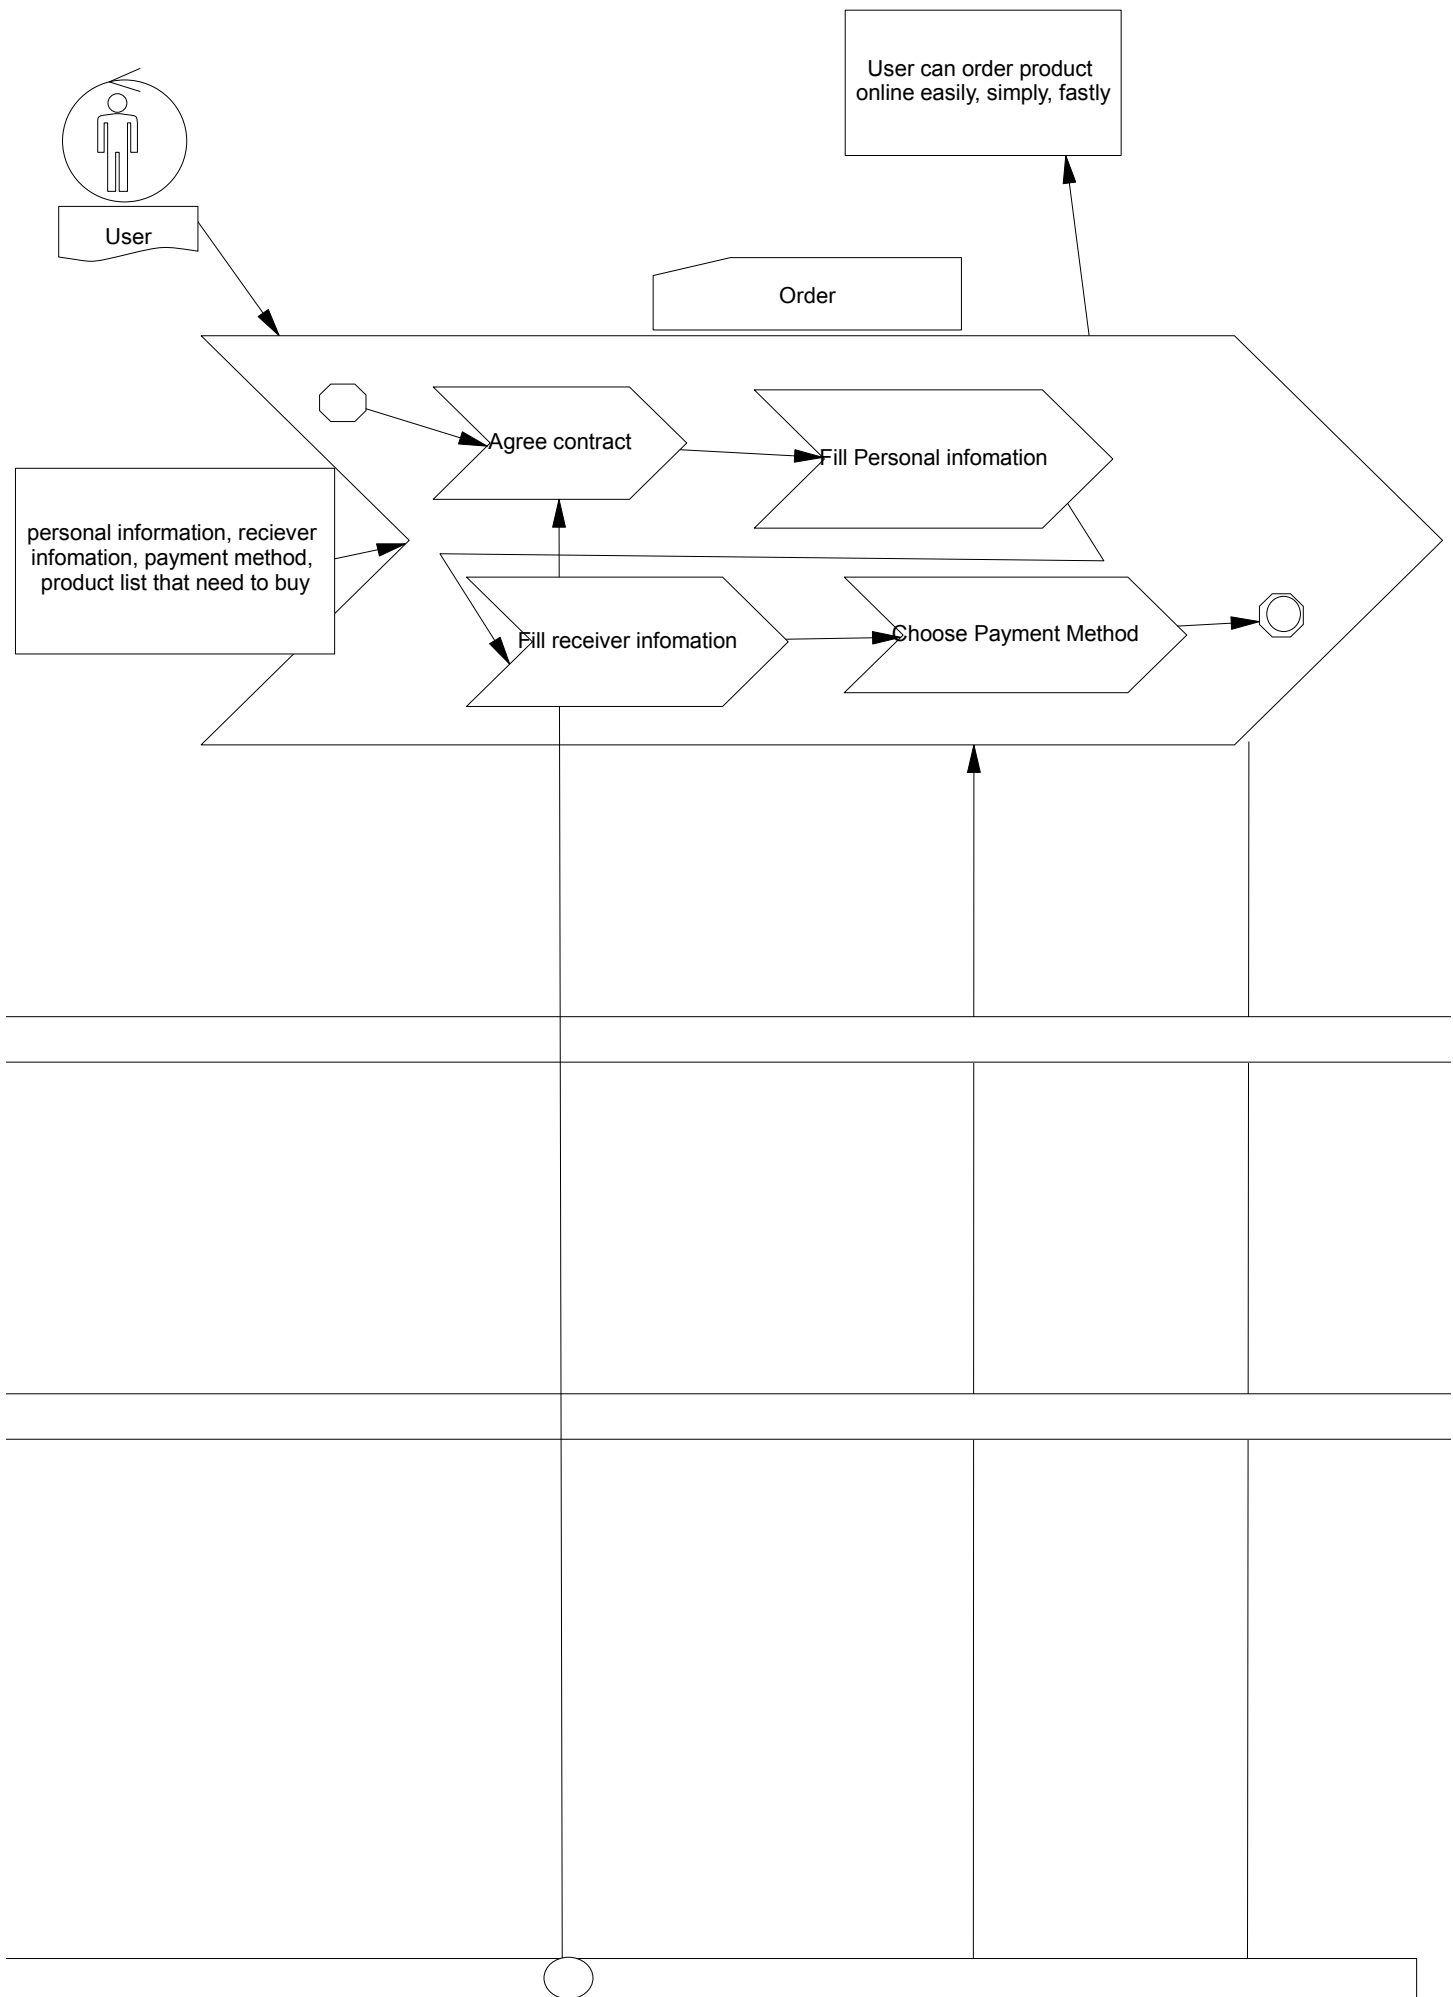 User can order product
online easily, simply, fastly
User
Order
Agree contract
Fill Personal infomation
personal information, reciever
infomation, payment method,
product list that need to buy
Fill receiver infomation
Choose Payment Method